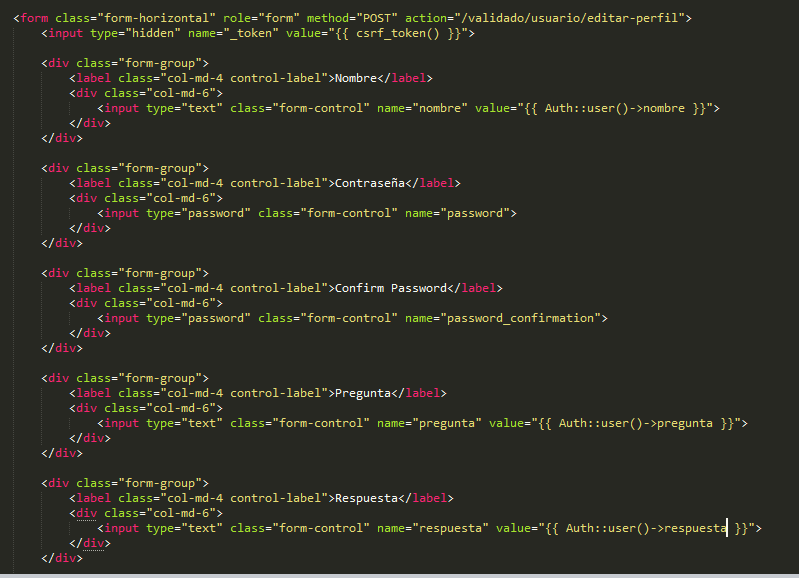 <form class="form-horizontal" role="form" method="POST" action="/validado/usuario/editar-perfil">
<input type="hidden" name="_token" value="{{ csrf_token() }}">
<div class="form-group">
<label class="col-md-4 control-label">Nombre</label>
<div class="col-md-6">
<input type="text" class="form-control" name="nombre" value="{{ Auth::user()->nombre }}">
</div>
</div>
<div class="form-group">
<label class="col-md-4 control-label">Contraseña</label>
<div class="col-md-6">
<input type="password" class="form-control" name="password">
</div>
</div>
<div class="form-group">
<label class="col-md-4 control-label">Confirm Password</label>
<div class="col-md-6">
<input type="password" class="form-control" name="password_confirmation">
</div>
</div>
<div class="form-group">
<label class="col-md-4 control-label">Pregunta</label>
<div class="col-md-6">
<input type="text" class="form-control" name="pregunta" value="{{ Auth::user()->pregunta }}">
</div>
</div>
<div class="form-group">
<label class="col-md-4 control-label">Respuesta</label>
<div class="col-md-6">
<input type="text" class="form-control" name="respuesta" value="{{ Auth::user()->respuesta }}">
</div>
</div>